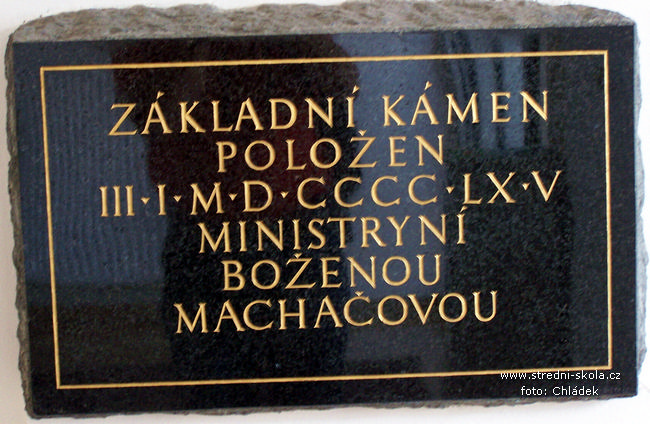 ZÁKLADNÍ KÁMEN
POLOŽEN
III·I·M·D·CCCC·LX·V
MINISTRYNÍ
BOŽENOU
MACHAČOVOU
www.stredni-skola.cz
foto: Chládek